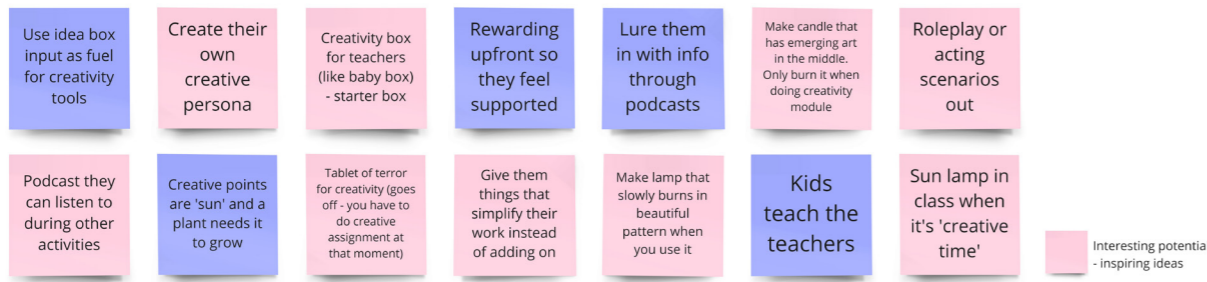 Use idea box
input as fuel
for creativity
tools
Create their
own
creative
persona
Creativity box
for teachers
(like baby box)
- starter box
Rewarding
upfront so
they feel
supported
Lure them
in with info
through
podcasts
Make candle that
has emerging art
in the middle.
Only burn it when
doing creativity
module
Roleplay or
acting
scenarios
out
Podcast they
can listen to
during other
activities
Creative points
are 'sun' and a
plant needs it
to grow
Tablet of terror
for creativity (goes
off - you have to
do creative
assignment at
that moment)
Give them
things that
simplify their
work instead
of adding on
Make lamp that
slowly burns in
beautiful
pattern when
you use it
Kids
teach the
teachers
Sun lamp in
class when
it's 'creative
time'
Interesting potentia
- inspiring ideas